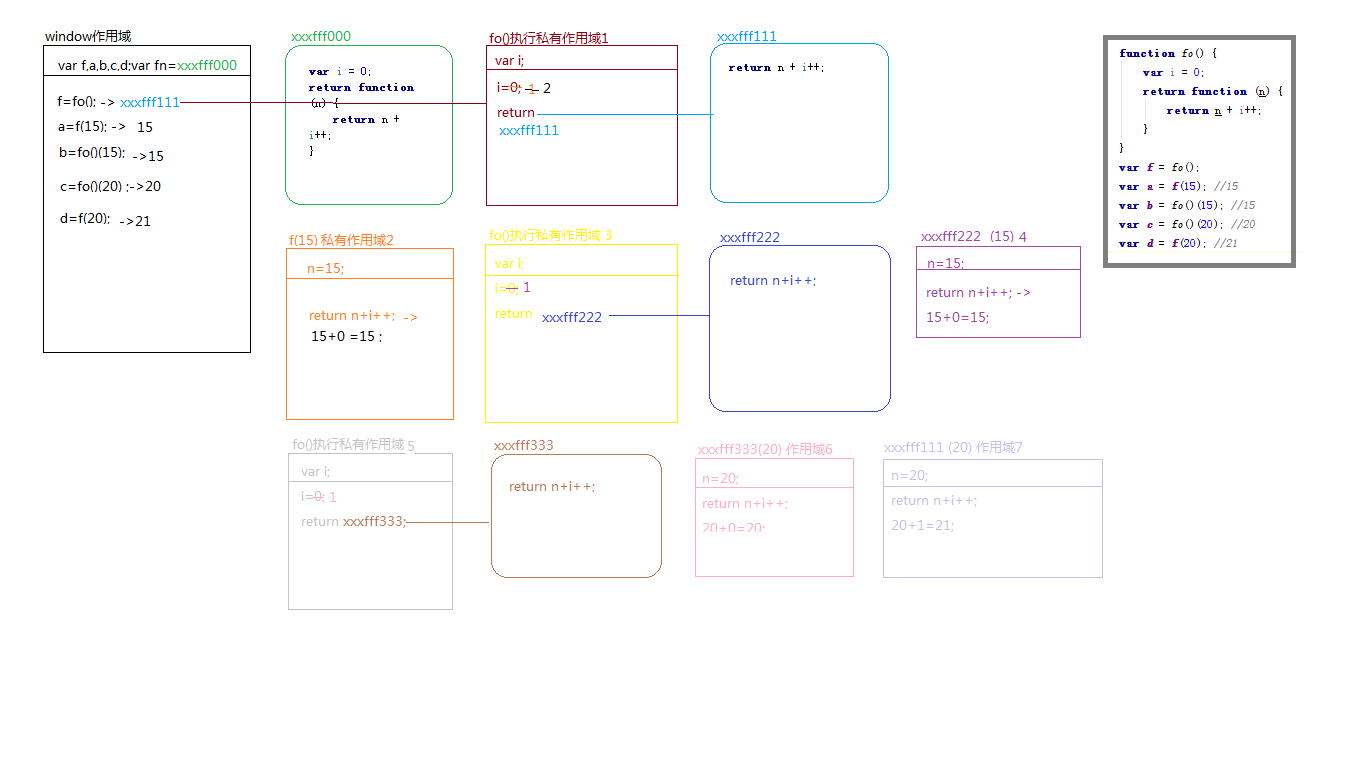 window作用域
var f,a,b,c,d;var fn=xxxfff000
f=fo(); -> xxxfff111
a=f(15); -> 15
b=fo()(15); ->15
c=fo()(20) ;->20
d=f(20); ->21
xxxfff000
var i = 0;
return function
(n) {
return n +
i++;
}
fo()执行私有作用域1
var i;
i=0; 1 2
return
xxxfff111
xxxfff111
return n + i++;
function fo() {
var i = 0;
return function (n) {
return n + i++;
}
}
var f = fo();
var a = f(15); //15
var b = fo()(15); //15
var c = fo()(20); //20
var d = f(20); //21
f(15) 私有作用域2
n=15;
return n+i++; ->
15+0 =15 ;
fo()执行私有作用域 3
var i;
i=0; 1
return xxxfff222
xxxfff222
return n+i++;
xxxfff222 (15) 4
n=15;
return n+i++; ->
15+0=15;
fo()执行私有作用域 5
var i;
i=0; 1
return xxxfff333;
xxxfff333
return n+i++;
xxxfff333(20) 作用域6
n=20;
return n+i++;
20+0=20;
xxxfff111 (20) 作用域7
n=20;
return n+i++;
20+1=21;